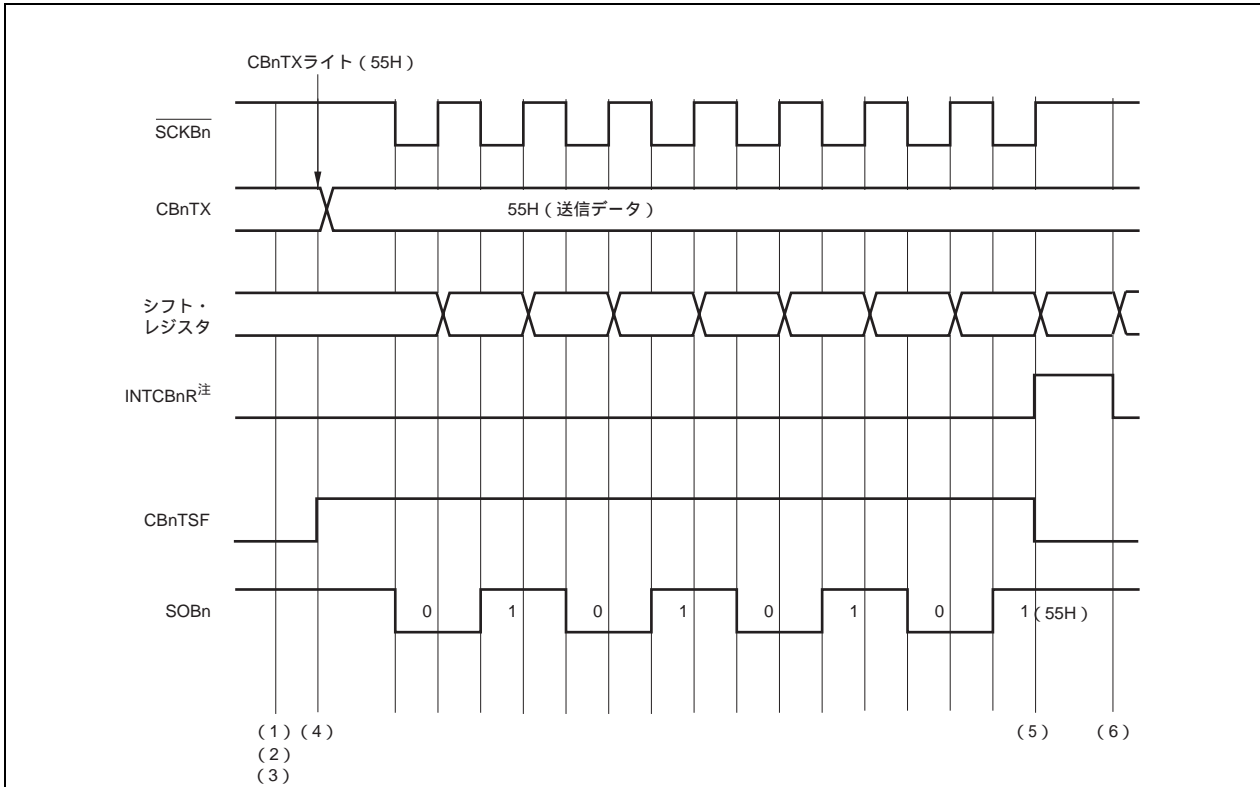 CBnTXライト（55H）
SCKBn
CBnTX
55H（送信データ）
シフト・
レジスタ
INTCBnR注
CBnTSF
SOBn
0 1 0 1 0 1 0 1（55H）
（1）（4）（5）（6）
（2）
（3）